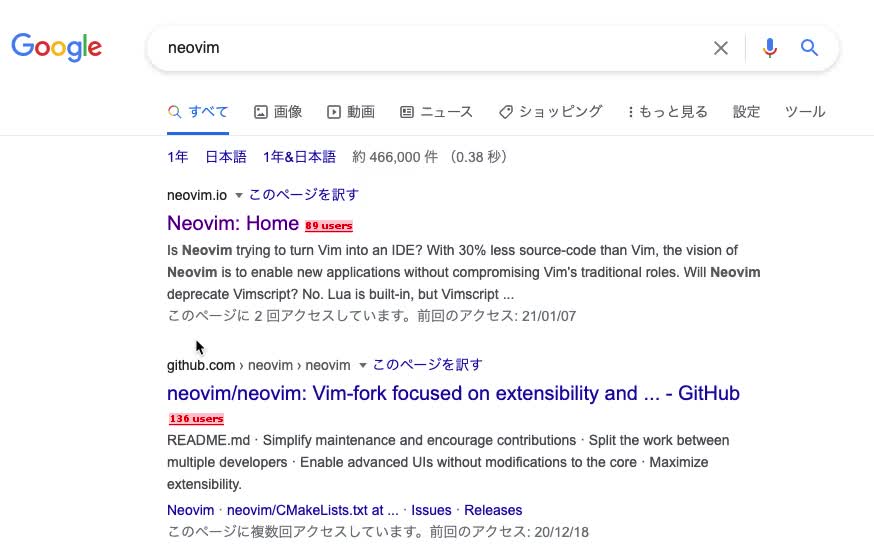 Google
neovim
すべて 画像 動画 ニュース ショッピング もっと見る 設定 ツール
1年 日本語 1年&日本語 約 466,000 件 （0.38 秒）
neovim.io このページを訳す
Neovim: Home 89 users
Is Neovim trying to turn Vim into an IDE? With 30% less source-code than Vim, the vision of
Neovim is to enable new applications without compromising Vim's traditional roles. Will Neovim
deprecate Vimscript? No. Lua is built-in, but Vimscript ...
このページに 2 回アクセスしています。前回のアクセス: 21/01/07
github.com › neovim › neovim このページを訳す
neovim/neovim: Vim-fork focused on extensibility and ... - GitHub
136 users
README.md · Simplify maintenance and encourage contributions · Split the work between
multiple developers · Enable advanced UIs without modifications to the core · Maximize
extensibility.
Neovim · neovim/CMakeLists.txt at ... · Issues · Releases
このページに複数回アクセスしています。前回のアクセス: 20/12/18